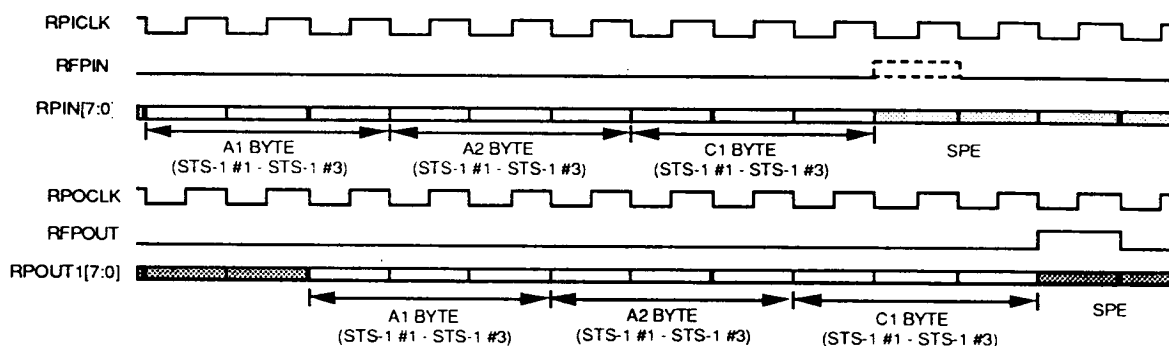 RPICLK
RFPIN
RPIN[7:0]
A1 BYTE
(STS-1 #1 - STS-1 #3)
A2 BYTE
(STS-1 #1 - STS-1 #3)
C1 BYTE
(STS-1 #1 - STS-1 #3)
SPE
RPOCLK
RFPOUT
RPOUT1[7:0]
A1 BYTE
(STS-1 #1 - STS-1 #3)
A2 BYTE
(STS-1 #1 - STS-1 #3)
C1 BYTE
(STS-1 #1 - STS-1 #3)
SPE